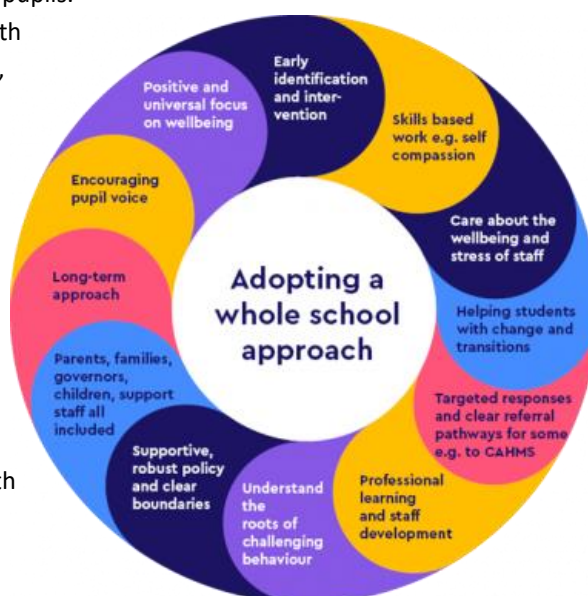 pupils.
th
,
Early
identification
and inter-
vention
Skills based
work e.g. self
compassion
Care about the
wellbeing and
stress of staff
Helping students
with change and
transitions
Targeted responses
and clear referral
pathways for some
e.g. to CAHMS
Professional
learning
and staff
development
Understand
the
roots of
challenging
behaviour
Supportive,
robust policy
and clear
boundaries
Parents, families,
governors,
children, support
staff all
included
Long-term
approach
Encouraging
pupil voice
Positive and
universal focus
on wellbeing
Adopting a
whole school
approach
th